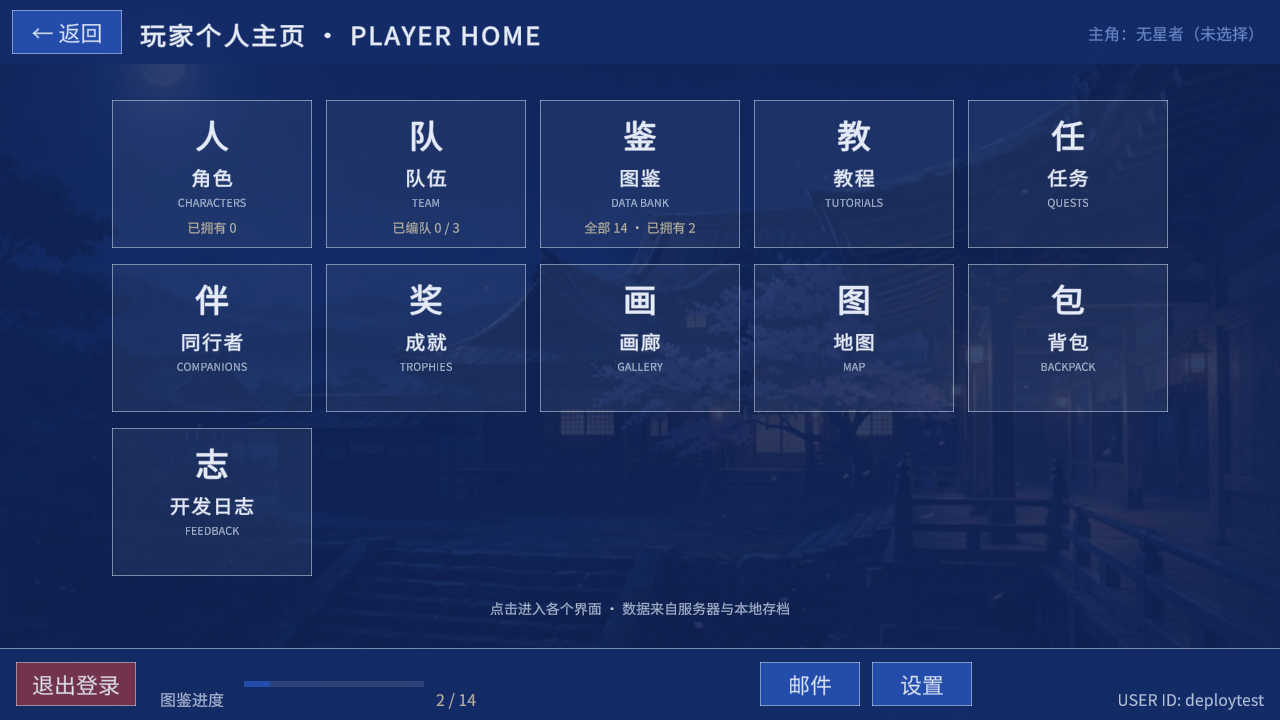 ← 返回
玩家个人主页 · PLAYER HOME
主角：无星者（未选择）
人
角色
CHARACTERS
已拥有 0
队
队伍
TEAM
已编队 0 / 3
鉴
图鉴
DATA BANK
全部 14 · 已拥有 2
教
教程
TUTORIALS
任
任务
QUESTS
伴
同行者
COMPANIONS
奖
成就
TROPHIES
画
画廊
GALLERY
图
地图
MAP
包
背包
BACKPACK
志
开发日志
FEEDBACK
点击进入各个界面 · 数据来自服务器与本地存档
退出登录
图鉴进度
2 / 14
邮件
设置
USER ID: deploytest